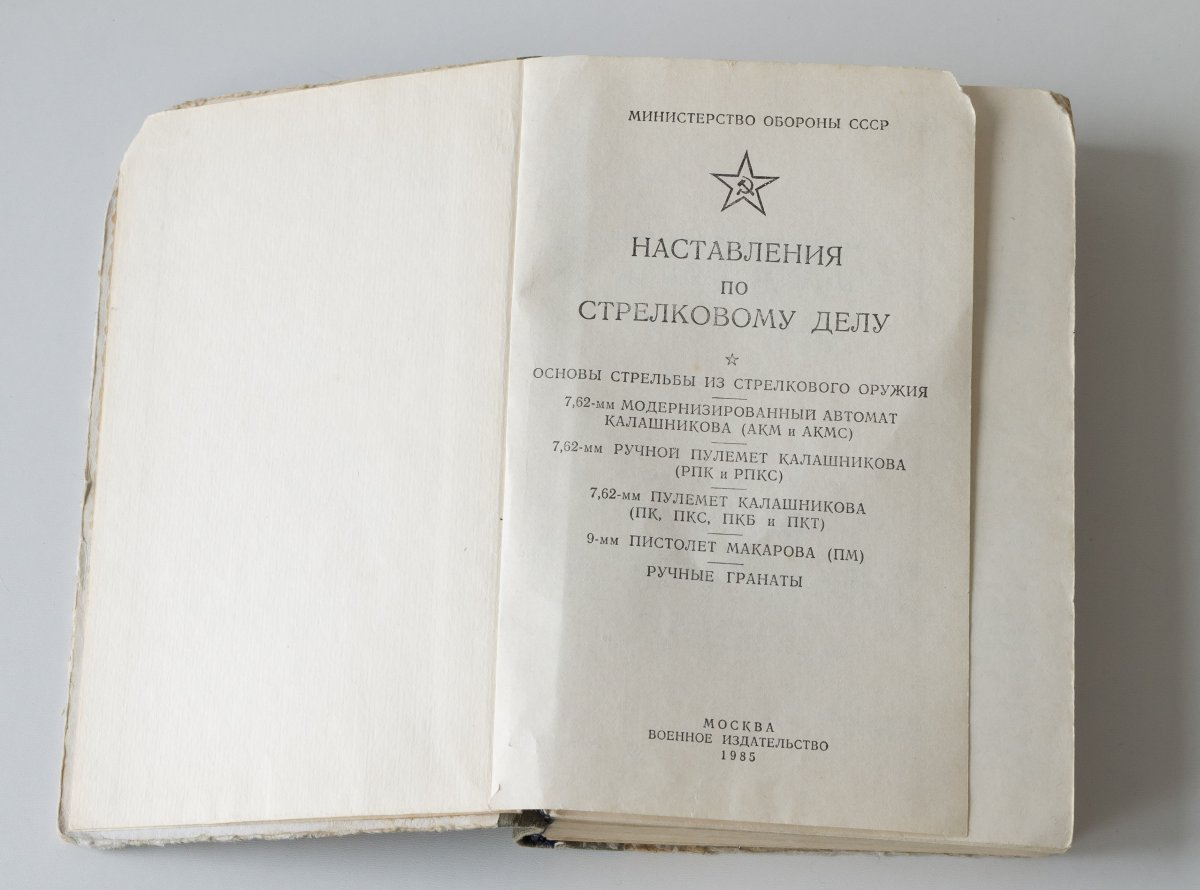 МИНИСТЕРСТВО ОБОРОНЫ СССР
НАСТАВЛЕНИЯ
ПО
СТРЕЛКОВОМУ ДЕЛУ
ОСНОВЫ СТРЕЛЬБЫ ИЗ СТРЕЛКОВОГО ОРУЖИЯ
7,62-мм МОДЕРНИЗИРОВАННЫЙ АВТОМАТ
КАЛАШНИКОВА (АКМ и АКМС)
7,62-мм РУЧНОЙ ПУЛЕМЕТ КАЛАШНИКОВА
(РПК и РПКС)
7,62-мм ПУЛЕМЕТ КАЛАШНИКОВА
(ПК, ПКС, ПКБ и ПКТ)
9-мм ПИСТОЛЕТ МАКАРОВА (ПМ)
РУЧНЫЕ ГРАНАТЫ
МОСКВА
ВОЕННОЕ ИЗДАТЕЛЬСТВО
1985